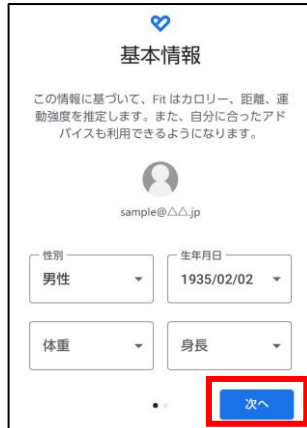 基本情報
この情報に基づいて、Fit はカロリー、距離、運
動強度を推定します。また、自分に合ったアド
バイスも利用できるようになります。
sample@△△.jp
性別
男性
生年月日
1935/02/02
体重
身長
次へ